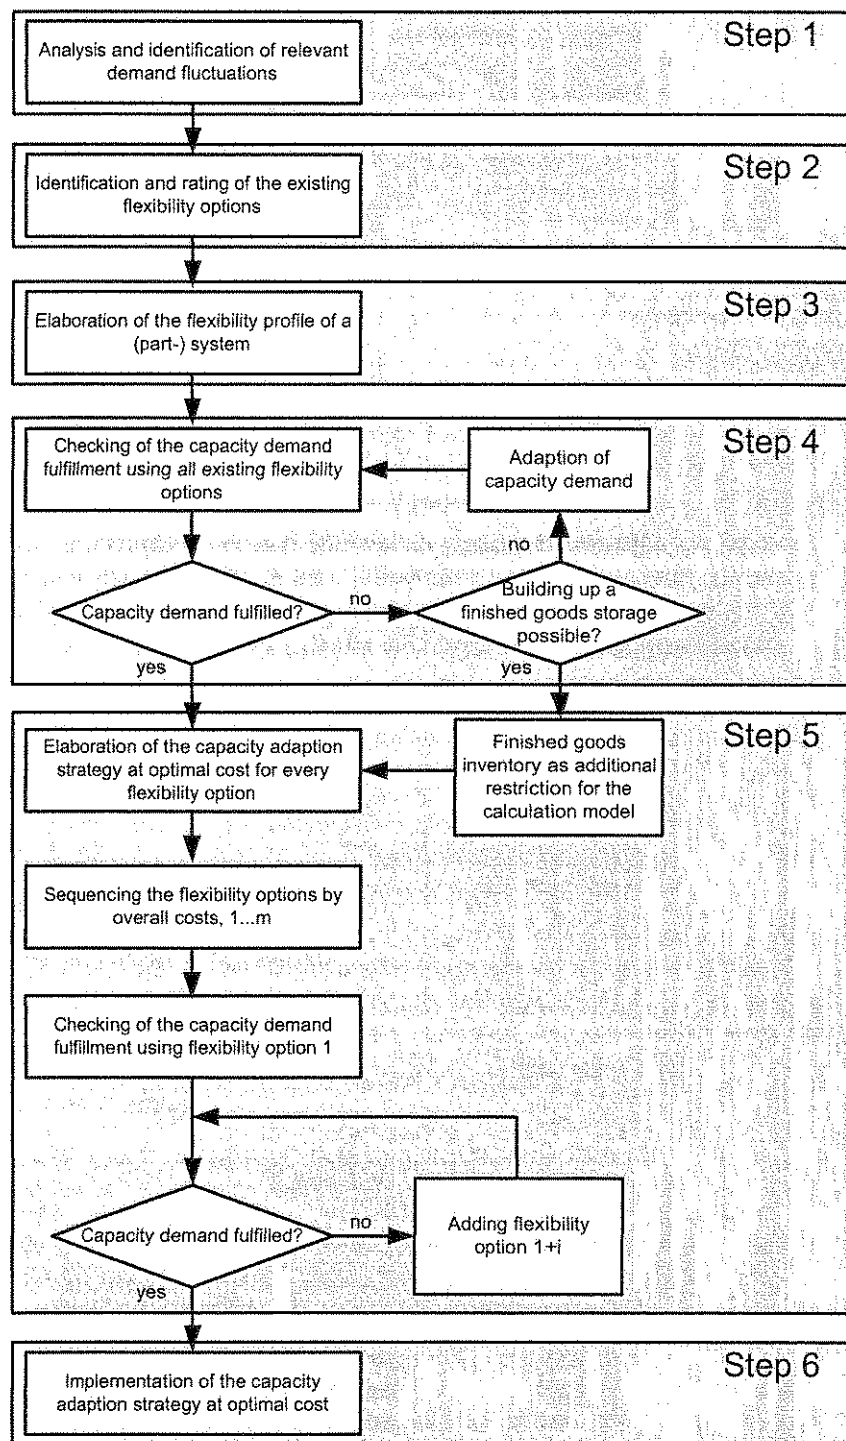 Step 1
Analysis and identification of relevant
demand fluctuations
Step 2
Identification and rating of the existing
flexibility options
Step 3
Elaboration of the flexibility profile of a
(part-) system
Step 4
Checking of the capacity demand
fulfillment using all existing flexibility
options
Adaption of
capacity demand
no
Capacity demand fulfilled?
no
Building up a
finished goods storage
possible?
yes
yes
Step 5
Elaboration of the capacity adaption
strategy at optimal cost for every
flexibility option
Finished goods
inventory as additional
restriction for the
calculation model
Sequencing the flexibility options by
overall costs, 1...m
Checking of the capacity demand
fulfillment using flexibility option 1
Capacity demand fulfilled?
no
Adding flexibility
option 1+i
yes
Step 6
Implementation of the capacity
adaption strategy at optimal cost